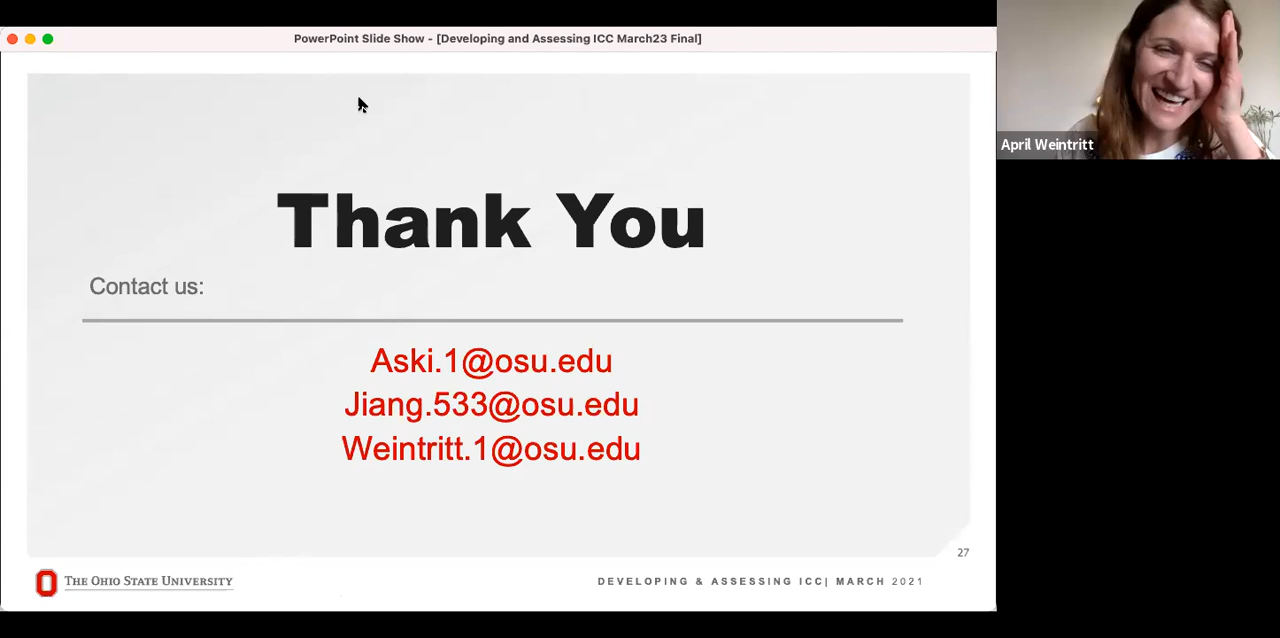 PowerPoint Slide Show - [Developing and Assessing ICC March23 Final]
April Weintritt
Thank You
Contact us:
Aski.1@osu.edu
Jiang.533@osu.edu
Weintritt.1@osu.edu
27
THE OHIO STATE UNIVERSITY
DEVELOPING & ASSESSING ICC| MARCH 2021